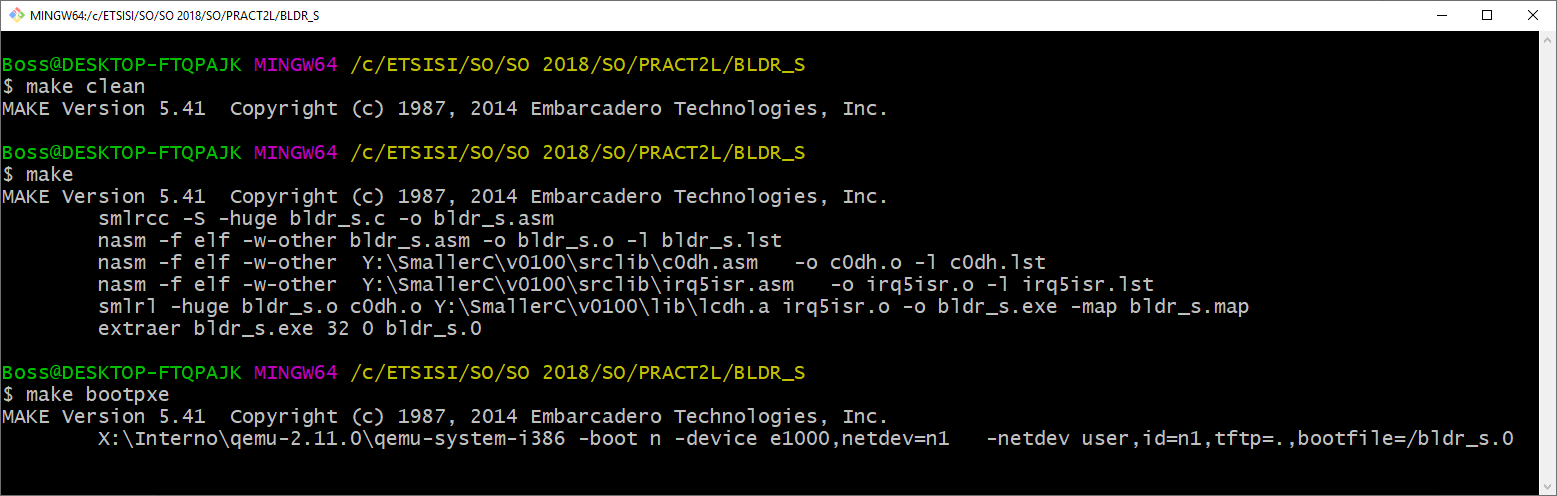 MINGW64:/c/ETSISI/SO/SO 2018/SO/PRACT2L/BLDR_S
Boss@DESKTOP-FTQPAJK MINGW64 /c/ETSISI/SO/SO 2018/SO/PRACT2L/BLDR_S
$ make clean
MAKE Version 5.41  Copyright (c) 1987, 2014 Embarcadero Technologies, Inc.
Boss@DESKTOP-FTQPAJK MINGW64 /c/ETSISI/SO/SO 2018/SO/PRACT2L/BLDR_S
$ make
MAKE Version 5.41  Copyright (c) 1987, 2014 Embarcadero Technologies, Inc.
        smlrcc -S -huge bldr_s.c -o bldr_s.asm
        nasm -f elf -w-other bldr_s.asm -o bldr_s.o -l bldr_s.lst
        nasm -f elf -w-other  Y:\SmallerC\v0100\srclib\c0dh.asm   -o c0dh.o -l c0dh.lst
        nasm -f elf -w-other  Y:\SmallerC\v0100\srclib\irq5isr.asm   -o irq5isr.o -l irq5isr.lst
        smlrl -huge bldr_s.o c0dh.o Y:\SmallerC\v0100\lib\lcdh.a irq5isr.o -o bldr_s.exe -map bldr_s.map
        extraer bldr_s.exe 32 0 bldr_s.0
Boss@DESKTOP-FTQPAJK MINGW64 /c/ETSISI/SO/SO 2018/SO/PRACT2L/BLDR_S
$ make bootpxe
MAKE Version 5.41  Copyright (c) 1987, 2014 Embarcadero Technologies, Inc.
        X:\Interno\qemu-2.11.0\qemu-system-i386 -boot n -device e1000,netdev=n1   -netdev user,id=n1,tftp=.,bootfile=/bldr_s.0